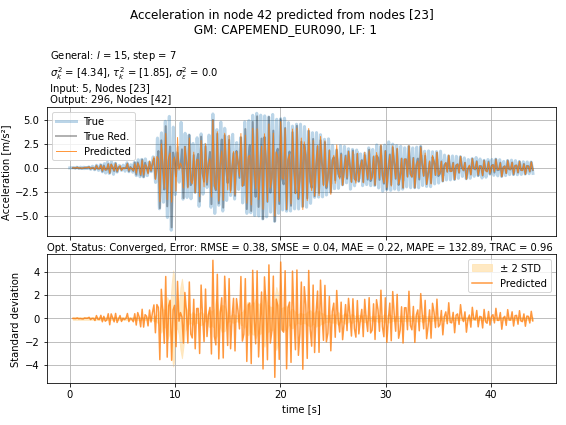 Acceleration in node 42 predicted from nodes [23]
GM: CAPEMEND_EUR090, LF: 1
General: l = 15, step = 7
σ²ₖ = [4.34], τ²ₖ = [1.85], σ²ₑ = 0.0
Input: 5, Nodes [23]
Output: 296, Nodes [42]
True
True Red.
Predicted
Acceleration [m/s²]
5.0
2.5
0.0
−2.5
−5.0
Opt. Status: Converged, Error: RMSE = 0.38, SMSE = 0.04, MAE = 0.22, MAPE = 132.89, TRAC = 0.96
± 2 STD
Predicted
Standard deviation
4
2
0
−2
−4
0 10 20 30 40
time [s]